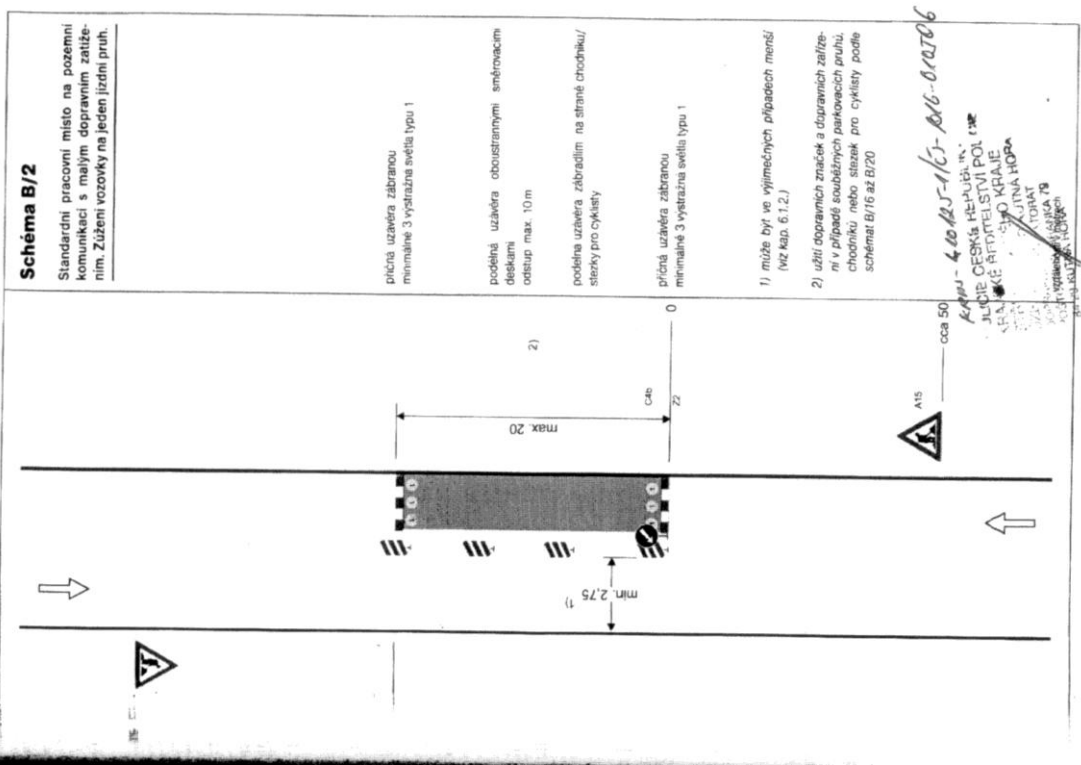 Schéma B/2
Standardní pracovní místo na pozemní
komunikaci s malým dopravním zatíže-
ním. Zúžení vozovky na jeden jízdní pruh.
příčná uzávěra zábranou
minimálně 3 výstražná světla typu 1
podélná uzávěra oboustrannými směrovacími
deskami
odstup max. 10m
podélná uzávěra zábradlím na straně chodníku/
stezky pro cyklisty
příčná uzávěra zábranou
minimálně 3 výstražná světla typu 1
1) může být ve výjimečných případech menší
(viz kap. 6.1.2.)
2) užití dopravních značek a dopravních zaříze-
ní v případě souběžných parkovacích pruhů,
chodníků nebo stezek pro cyklisty podle
schémat B/16 až B/20
2)
max. 20
C4b
Z2
0
min. 2,75
1)
A15
cca 50
KUTNÁ HORA